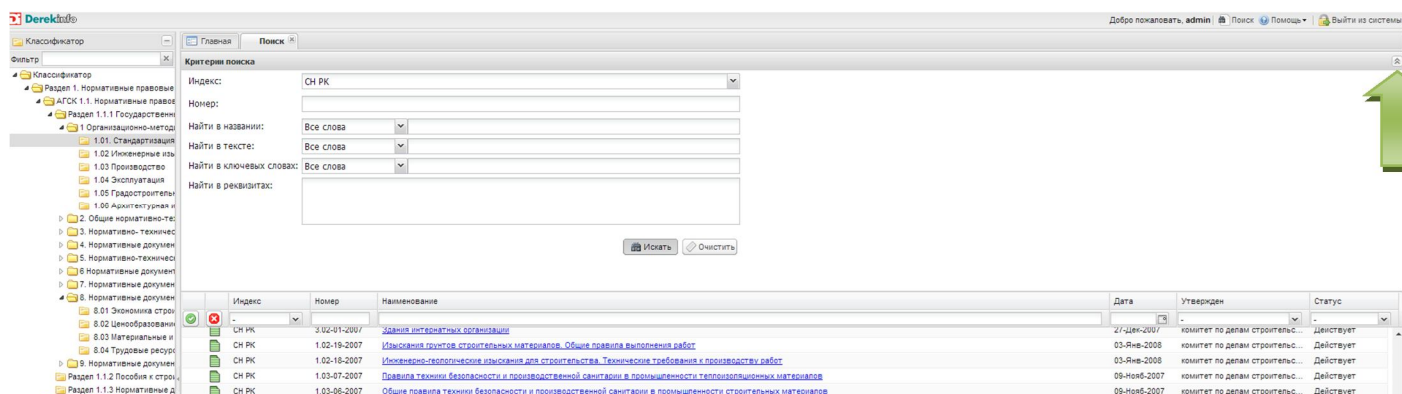 Derekinfo
Добро пожаловать, admin Поиск Помощь Выйти из системы
Классификатор
Главная Поиск
Фильтр
Критерии поиска
Классификатор
Раздел 1. Нормативные правовые
АГСК 1.1. Нормативные правов
Раздел 1.1.1 Государственн
1 Организационно-метод
1.01. Стандартизация
1.02 Инженерные изы
1.03 Производство
1.04 Эксплуатация
1.05 Градостроительн
1.06 Архитектурная и
2. Общие нормативно-те
3. Нормативно- техничес
4. Нормативные докумен
5. Нормативно-техничес
6 Нормативные документ
7. Нормативные докумен
8. Нормативные докумен
8.01 Экономика строи
8.02 Ценообразовани
8.03 Материальные и
8.04 Трудовые ресур
9. Нормативные докумен
Раздел 1.1.2 Пособия к строи
Раздел 1.1.3 Нормативные д
Индекс: СН РК
Номер:
Найти в названии: Все слова
Найти в тексте: Все слова
Найти в ключевых словах: Все слова
Найти в реквизитах:
Искать Очистить
Индекс Номер Наименование Дата Утвержден Статус
- - -
СН РК 3.02-01-2007 Здания интернатных организаций 27-Дек-2007 комитет по делам строительс... Действует
СН РК 1.02-19-2007 Изыскания грунтов строительных материалов. Общие правила выполнения работ 03-Янв-2008 комитет по делам строительс... Действует
СН РК 1.02-18-2007 Инженерно-геологические изыскания для строительства. Технические требования к производству работ 03-Янв-2008 комитет по делам строительс... Действует
СН РК 1.03-07-2007 Правила техники безопасности и производственной санитарии в промышленности теплоизоляционных материалов 09-Нояб-2007 комитет по делам строительс... Действует
СН РК 1.03-06-2007 Общие правила техники безопасности и производственной санитарии в промышленности строительных материалов 09-Нояб-2007 комитет по делам строительс... Действует